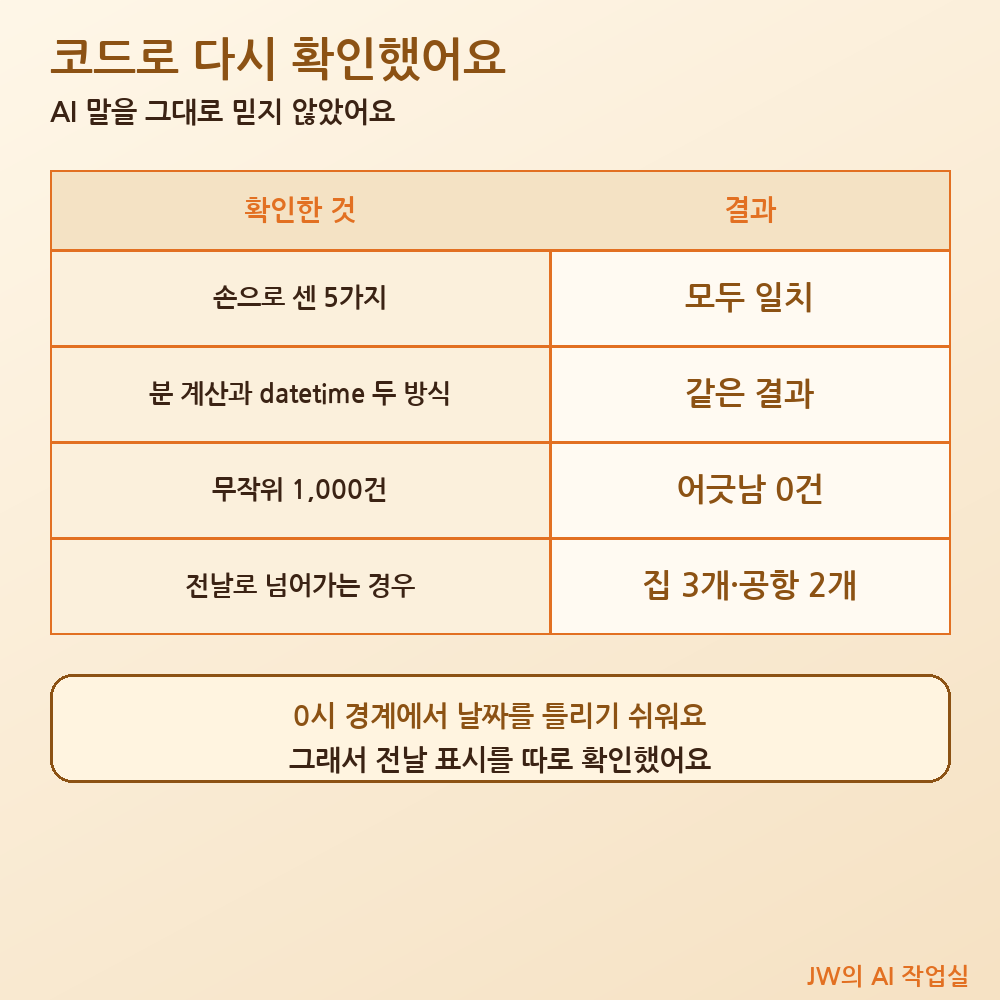 코드로 다시 확인했어요
AI 말을 그대로 믿지 않았어요
확인한 것 결과
손으로 센 5가지 모두 일치
분 계산과 datetime 두 방식 같은 결과
무작위 1,000건 어긋남 0건
전날로 넘어가는 경우 집 3개·공항 2개
0시 경계에서 날짜를 틀리기 쉬워요
그래서 전날 표시를 따로 확인했어요
JW의 AI 작업실